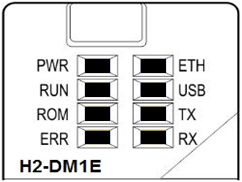 PWR ETH
RUN USB
ROM TX
ERR RX
H2-DM1E